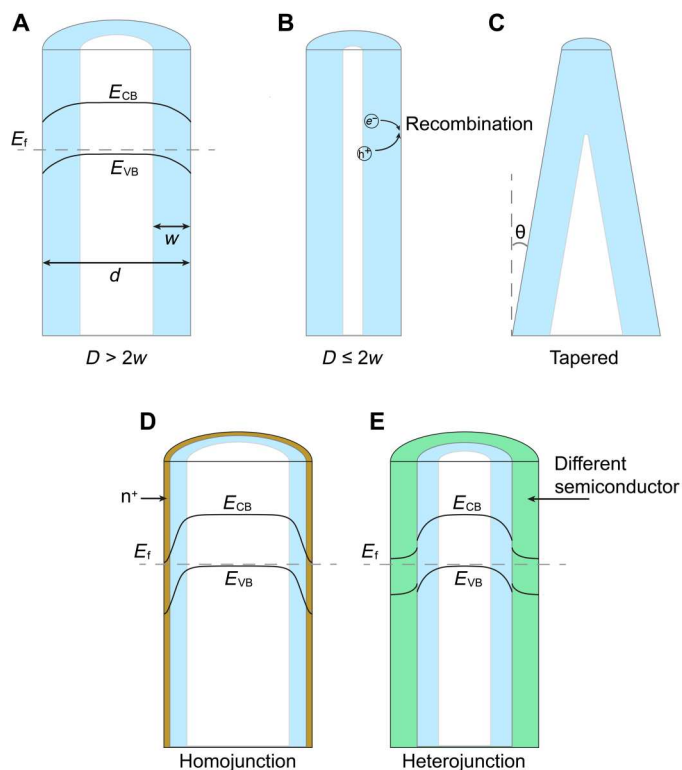 A
E_CB
E_f
E_VB
w
d
D > 2w
B
e⁻
h⁺
Recombination
D ≤ 2w
C
θ
Tapered
D
n⁺
E_CB
E_f
E_VB
Homojunction
E
Different
semiconductor
E_CB
E_f
E_VB
Heterojunction